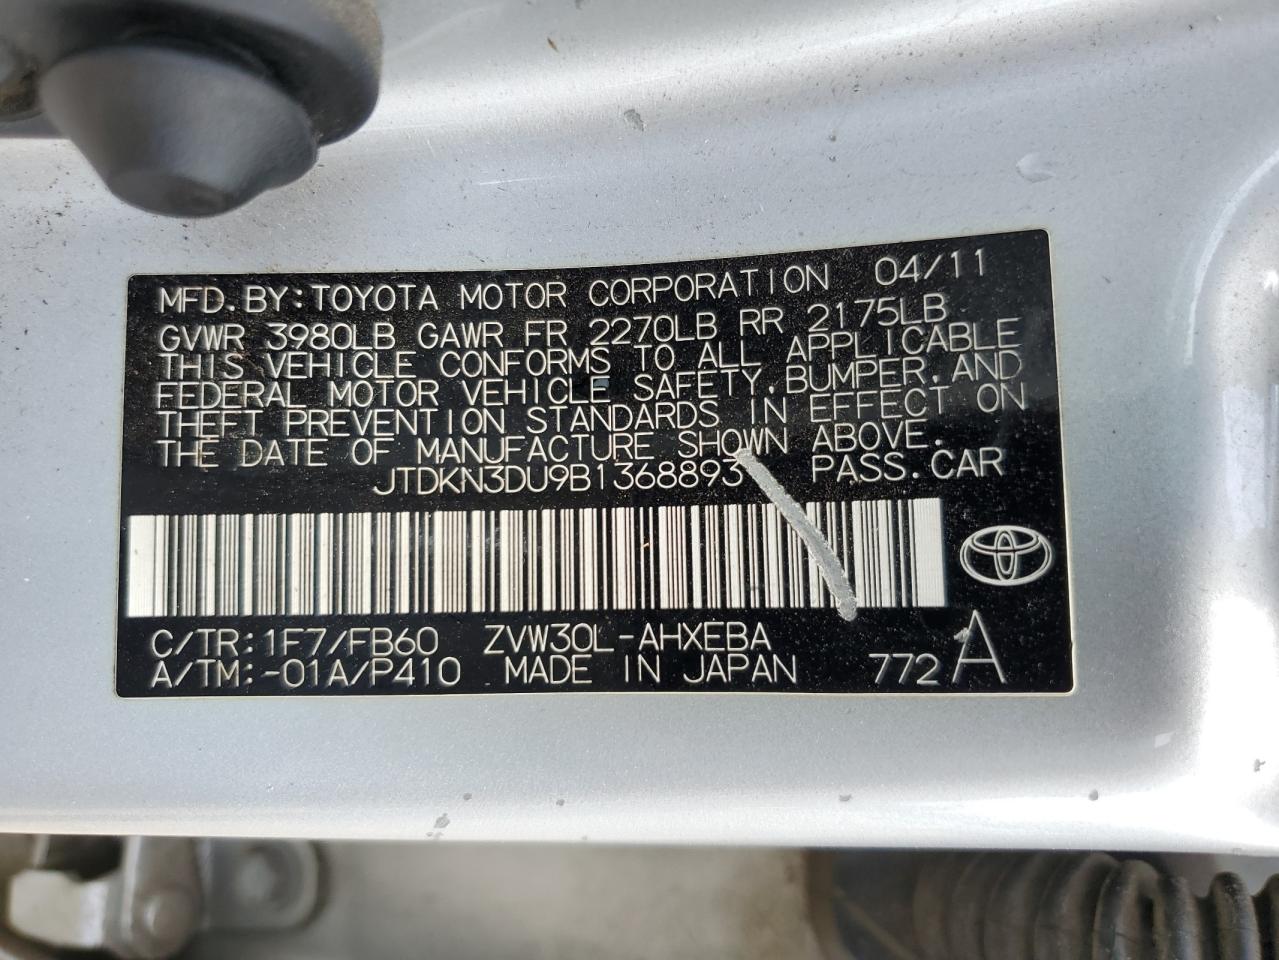 MFD.BY:TOYOTA MOTOR CORPORATION 04/11
GVWR 3980LB GAWR FR 2270LB RR 2175LB
THIS VEHICLE CONFORMS TO ALL APPLICABLE
FEDERAL MOTOR VEHICLE SAFETY,BUMPER,AND
THEFT PREVENTION STANDARDS IN EFFECT ON
THE DATE OF MANUFACTURE SHOWN ABOVE.
JTDKN3DU9B1368893 PASS.CAR
C/TR:1F7/FB60 ZVW30L-AHXEBA
A/TM:-01A/P410 MADE IN JAPAN 772 A